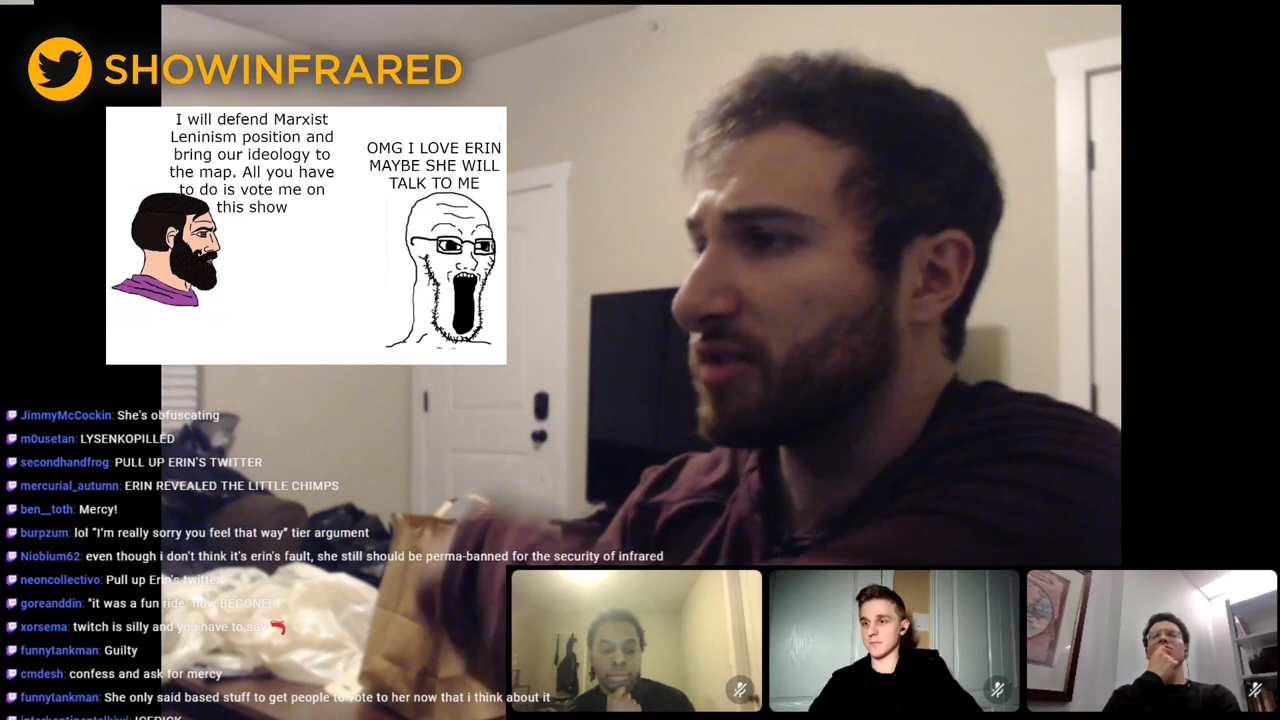 SHOWINFRARED
I will defend Marxist
Leninism position and
bring our ideology to
the map. All you have
to do is vote me on
this show
OMG I LOVE ERIN
MAYBE SHE WILL
TALK TO ME
JimmyMcCockin: She's obfuscating
m0usetan: LYSENKOPILLED
secondhandfrog: PULL UP ERIN'S TWITTER
mercurial_autumn: ERIN REVEALED THE LITTLE CHIMPS
ben__toth: Mercy!
burpzum: lol “I'm really sorry you feel that way” tier argument
Niobium62: even though i don't think it's erin's fault, she still should be perma-banned for the security of infrared
neoncollectivo: Pull up Erin's twitter
goreanddin: "it was a fun ride" now BEGONE!!
xorsema: twitch is silly and you have to say
funnytankman: Guilty
cmdesh: confess and ask for mercy
funnytankman: She only said based stuff to get people to vote to her now that i think about it